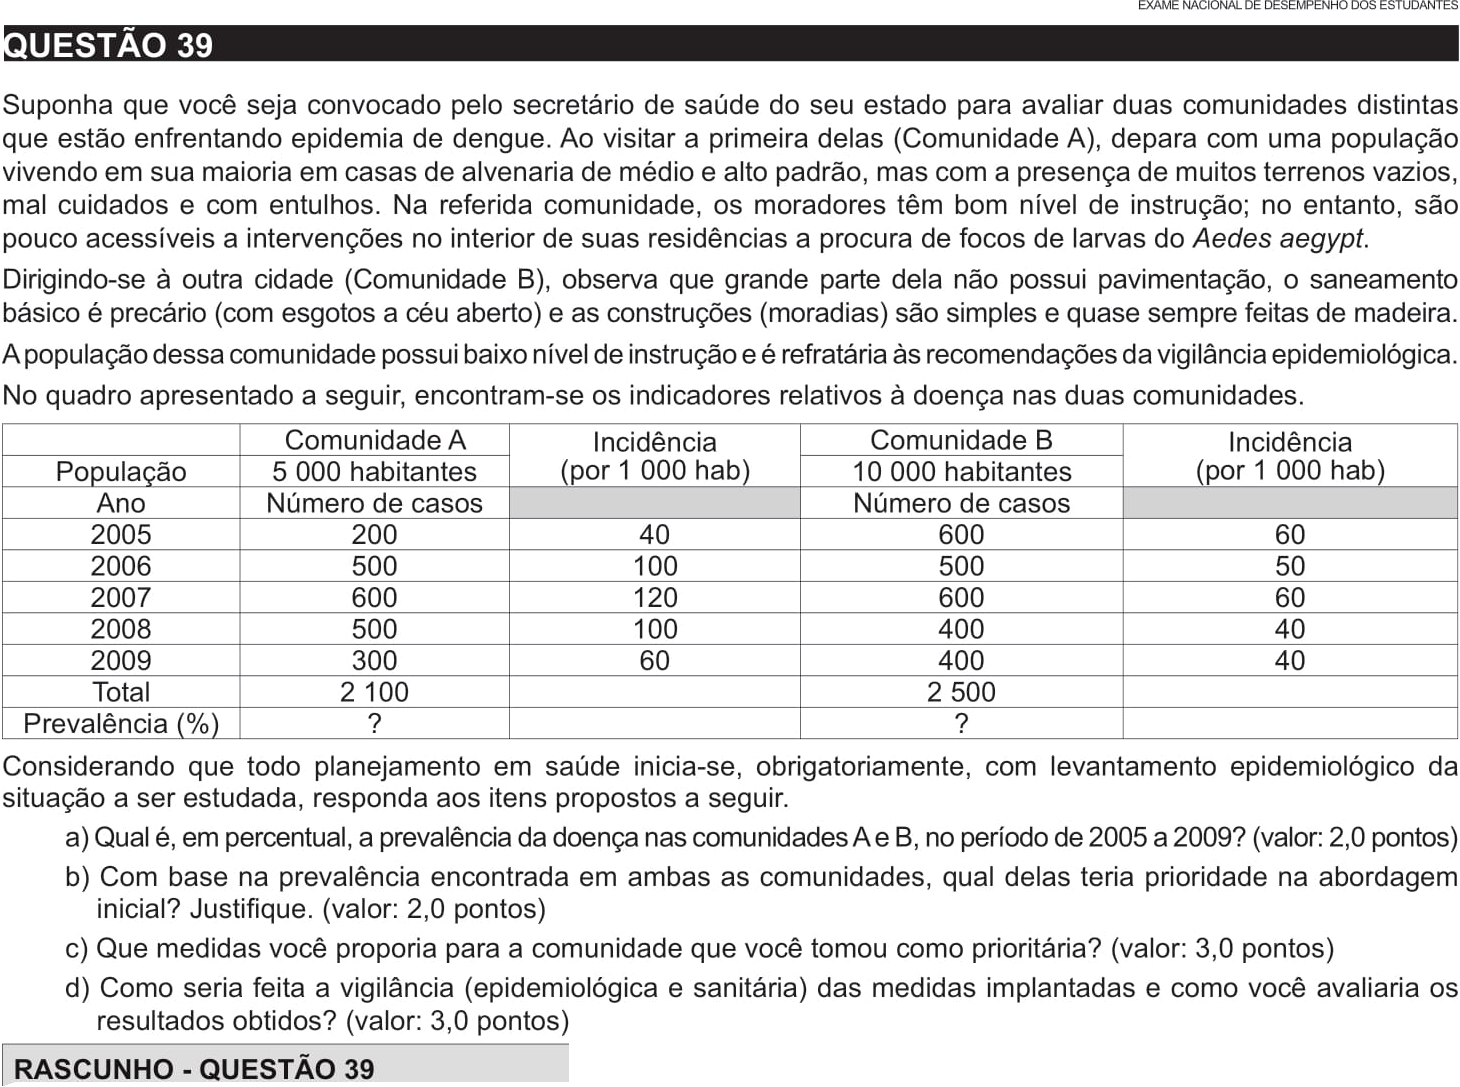 EXAME NACIONAL DE DESEMPENHO DOS ESTUDANTES
QUESTÃO 39
Suponha que você seja convocado pelo secretário de saúde do seu estado para avaliar duas comunidades distintas
que estão enfrentando epidemia de dengue. Ao visitar a primeira delas (Comunidade A), depara com uma população
vivendo em sua maioria em casas de alvenaria de médio e alto padrão, mas com a presença de muitos terrenos vazios,
mal cuidados e com entulhos. Na referida comunidade, os moradores têm bom nível de instrução; no entanto, são
pouco acessíveis a intervenções no interior de suas residências a procura de focos de larvas do Aedes aegypt.
Dirigindo-se à outra cidade (Comunidade B), observa que grande parte dela não possui pavimentação, o saneamento
básico é precário (com esgotos a céu aberto) e as construções (moradias) são simples e quase sempre feitas de madeira.
A população dessa comunidade possui baixo nível de instrução e é refratária às recomendações da vigilância epidemiológica.
No quadro apresentado a seguir, encontram-se os indicadores relativos à doença nas duas comunidades.
Comunidade A Incidência Comunidade B Incidência
População 5 000 habitantes (por 1 000 hab) 10 000 habitantes (por 1 000 hab)
Ano Número de casos Número de casos
2005 200 40 600 60
2006 500 100 500 50
2007 600 120 600 60
2008 500 100 400 40
2009 300 60 400 40
Total 2 100 2 500
Prevalência (%) ? ?
Considerando que todo planejamento em saúde inicia-se, obrigatoriamente, com levantamento epidemiológico da
situação a ser estudada, responda aos itens propostos a seguir.
a) Qual é, em percentual, a prevalência da doença nas comunidades A e B, no período de 2005 a 2009? (valor: 2,0 pontos)
b) Com base na prevalência encontrada em ambas as comunidades, qual delas teria prioridade na abordagem
inicial? Justifique. (valor: 2,0 pontos)
c) Que medidas você proporia para a comunidade que você tomou como prioritária? (valor: 3,0 pontos)
d) Como seria feita a vigilância (epidemiológica e sanitária) das medidas implantadas e como você avaliaria os
resultados obtidos? (valor: 3,0 pontos)
RASCUNHO - QUESTÃO 39